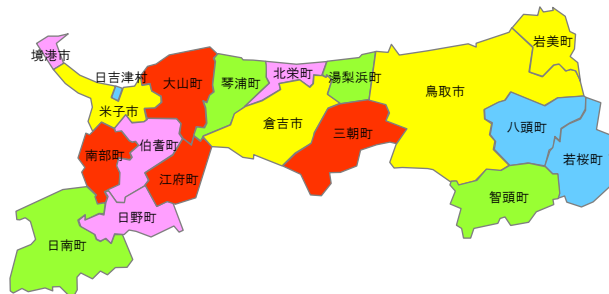 境港市
岩美町
日吉津村
大山町
琴浦町
北栄町
湯梨浜町
鳥取市
米子市
倉吉市
三朝町
八頭町
伯耆町
南部町
江府町
若桜町
智頭町
日野町
日南町